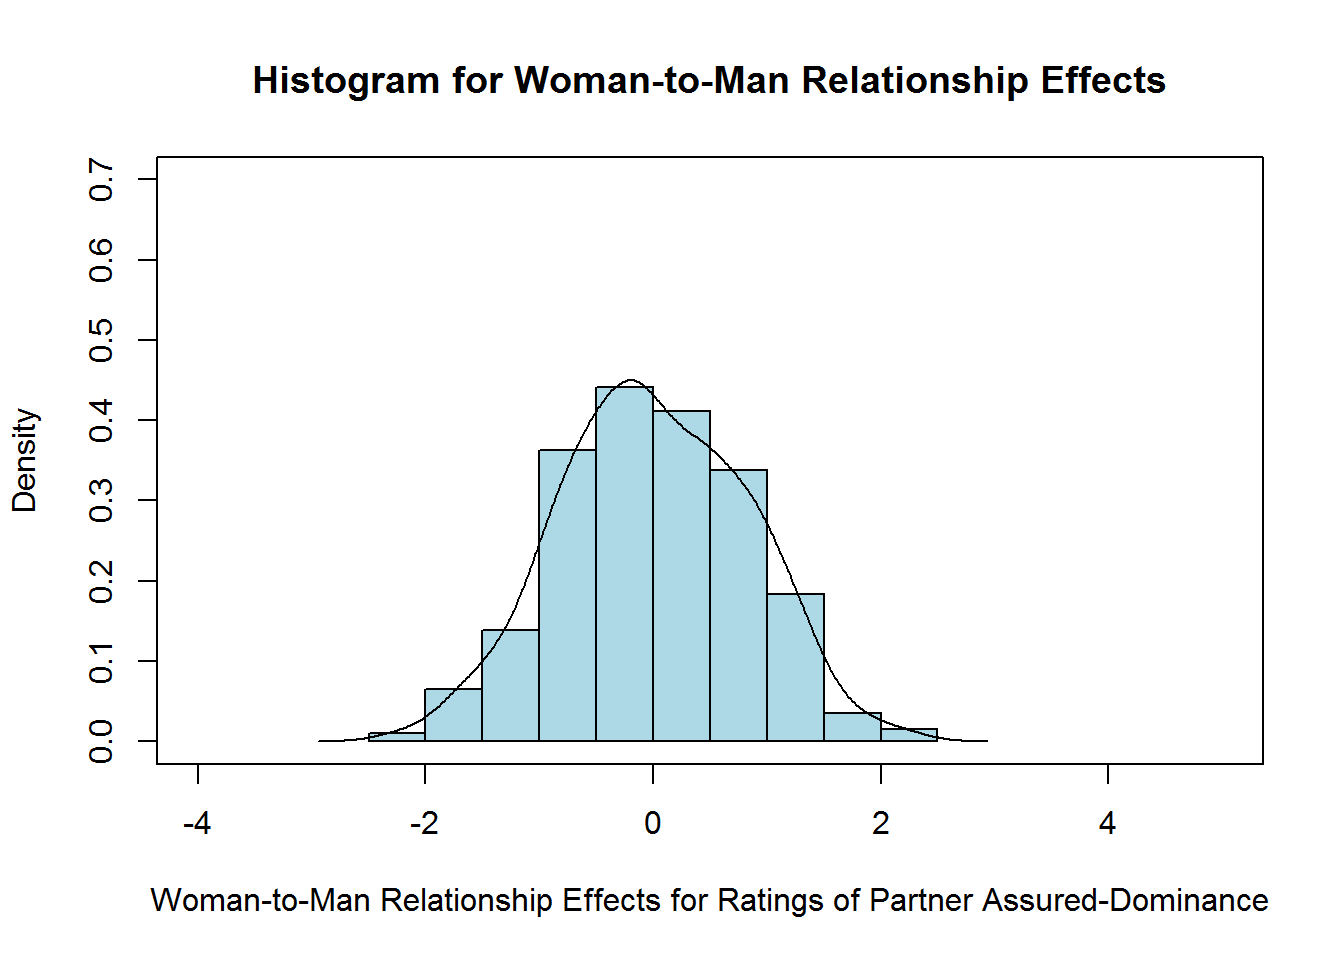 Histogram for Woman-to-Man Relationship Effects
Density
0.7
0.6
0.5
0.4
0.3
0.2
0.1
0.0
-4 -2 0 2 4
Woman-to-Man Relationship Effects for Ratings of Partner Assured-Dominance